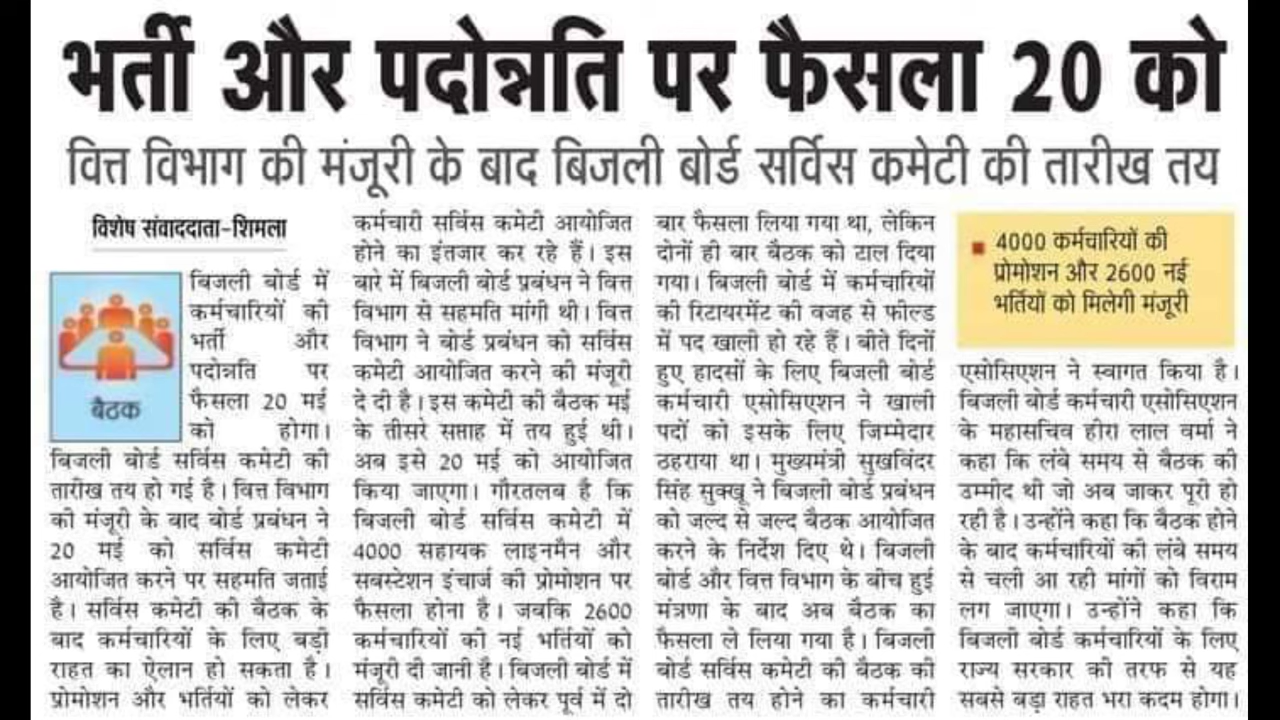 भर्ती और पदोन्नति पर फैसला 20 को
वित्त विभाग की मंजूरी के बाद बिजली बोर्ड सर्विस कमेटी की तारीख तय
विशेष संवाददाता-शिमला
बैठक
बिजली बोर्ड में
कर्मचारियों की
भर्ती और
पदोन्नति पर
फैसला 20 मई
को होगा।
बिजली बोर्ड सर्विस कमेटी की
तारीख तय हो गई है। वित्त विभाग
की मंजूरी के बाद बोर्ड प्रबंधन ने
20 मई को सर्विस कमेटी
आयोजित करने पर सहमति जताई
है। सर्विस कमेटी की बैठक के
बाद कर्मचारियों के लिए बड़ी
राहत का ऐलान हो सकता है।
प्रोमोशन और भर्तियों को लेकर
कर्मचारी सर्विस कमेटी आयोजित
होने का इंतजार कर रहे हैं। इस
बारे में बिजली बोर्ड प्रबंधन ने वित्त
विभाग से सहमति मांगी थी। वित्त
विभाग ने बोर्ड प्रबंधन को सर्विस
कमेटी आयोजित करने की मंजूरी
दे दी है। इस कमेटी की बैठक मई
के तीसरे सप्ताह में तय हुई थी।
अब इसे 20 मई को आयोजित
किया जाएगा। गौरतलब है कि
बिजली बोर्ड सर्विस कमेटी में
4000 सहायक लाइनमैन और
सबस्टेशन इंचार्ज की प्रोमोशन पर
फैसला होना है। जबकि 2600
कर्मचारियों की नई भर्तियों को
मंजूरी दी जानी है। बिजली बोर्ड में
सर्विस कमेटी को लेकर पूर्व में दो
बार फैसला लिया गया था, लेकिन
दोनों ही बार बैठक को टाल दिया
गया। बिजली बोर्ड में कर्मचारियों
की रिटायरमेंट की वजह से फील्ड
में पद खाली हो रहे हैं। बीते दिनों
हुए हादसों के लिए बिजली बोर्ड
कर्मचारी एसोसिएशन ने खाली
पदों को इसके लिए जिम्मेदार
ठहराया था। मुख्यमंत्री सुखविंदर
सिंह सुक्खू ने बिजली बोर्ड प्रबंधन
को जल्द से जल्द बैठक आयोजित
करने के निर्देश दिए थे। बिजली
बोर्ड और वित्त विभाग के बीच हुई
मंत्रणा के बाद अब बैठक का
फैसला ले लिया गया है। बिजली
बोर्ड सर्विस कमेटी की बैठक की
तारीख तय होने का कर्मचारी
4000 कर्मचारियों की
प्रोमोशन और 2600 नई
भर्तियों को मिलेगी मंजूरी
एसोसिएशन ने स्वागत किया है।
बिजली बोर्ड कर्मचारी एसोसिएशन
के महासचिव हीरा लाल वर्मा ने
कहा कि लंबे समय से बैठक की
उम्मीद थी जो अब जाकर पूरी हो
रही है। उन्होंने कहा कि बैठक होने
के बाद कर्मचारियों की लंबे समय
से चली आ रही मांगों को विराम
लग जाएगा। उन्होंने कहा कि
बिजली बोर्ड कर्मचारियों के लिए
राज्य सरकार की तरफ से यह
सबसे बड़ा राहत भरा कदम होगा।